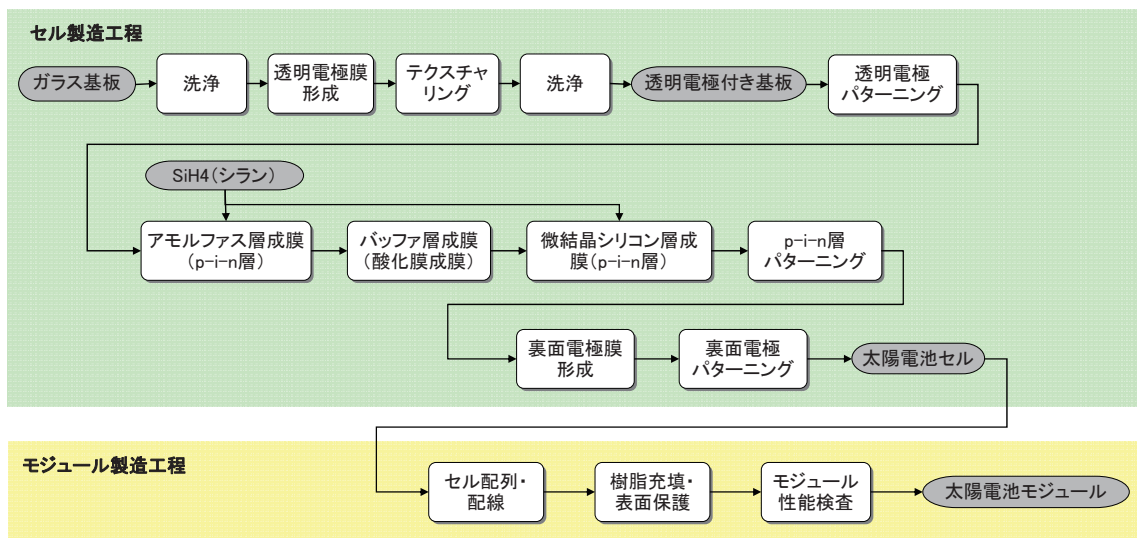 セル製造工程
ガラス基板
洗浄
透明電極膜
形成
テクスチャ
リング
洗浄
透明電極付き基板
透明電極
パターニング
SiH4(シラン)
アモルファス層成膜
(p-i-n層)
バッファ層成膜
(酸化膜成膜)
微結晶シリコン層成
膜(p-i-n層)
p-i-n層
パターニング
裏面電極膜
形成
裏面電極
パターニング
太陽電池セル
モジュール製造工程
セル配列・
配線
樹脂充填・
表面保護
モジュール
性能検査
太陽電池モジュール